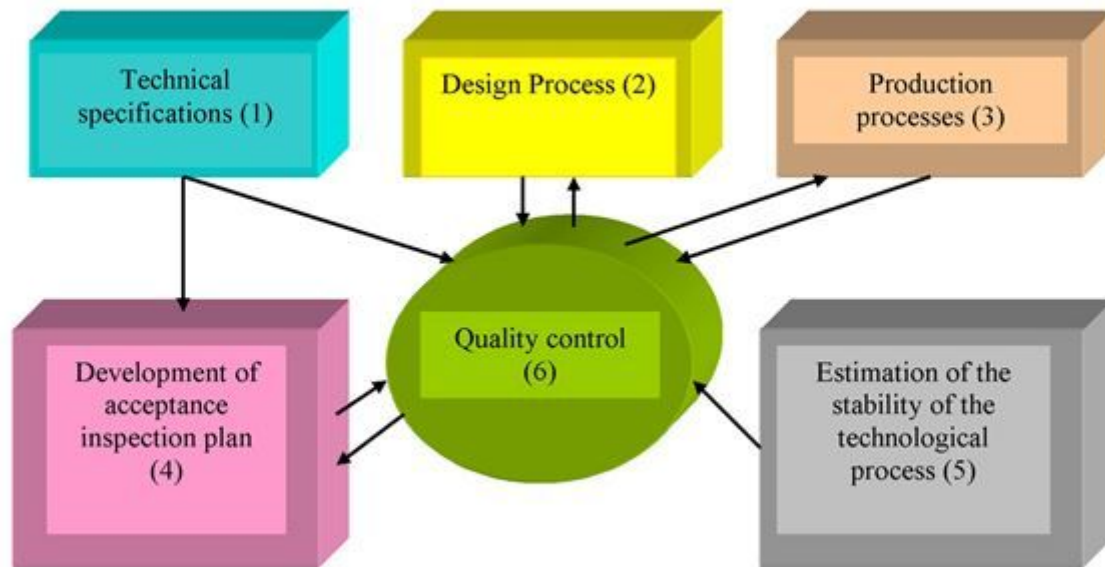 Technical
specifications (1)
Design Process (2)
Production
processes (3)
Development of
acceptance
inspection plan
(4)
Quality control
(6)
Estimation of the
stability of the
technological
process (5)